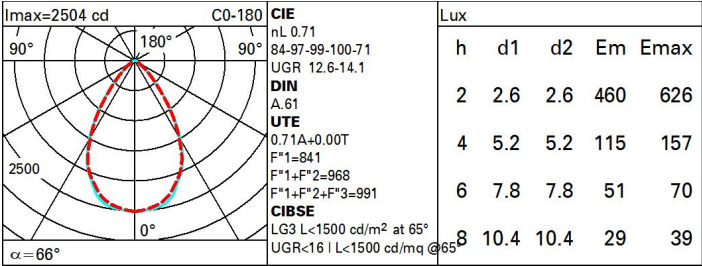 Imax=2504 cd C0-180
90° 180° 90°
2500
0°
α=66°
CIE
nL 0.71
84-97-99-100-71
UGR 12.6-14.1
DIN
A.61
UTE
0.71A+0.00T
F"1=841
F"1+F"2=968
F"1+F"2+F"3=991
CIBSE
LG3 L<1500 cd/m² at 65°
UGR<16 | L<1500 cd/mq @65°
Lux
h d1 d2 Em Emax
2 2.6 2.6 460 626
4 5.2 5.2 115 157
6 7.8 7.8 51 70
8 10.4 10.4 29 39